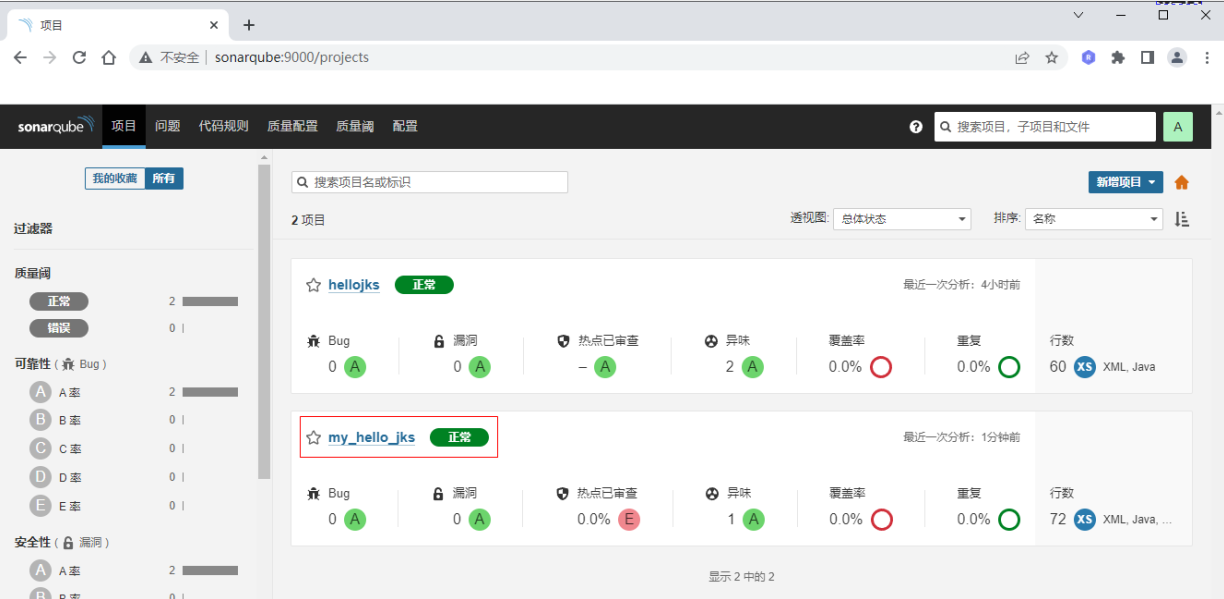 项目
不安全 sonarqube:9000/projects
sonarqube 项目 问题 代码规则 质量配置 质量阈 配置 搜索项目，子项目和文件 A
我的收藏 所有
搜索项目名或标识
新增项目
2 项目
透视图: 总体状态 排序: 名称
过滤器
质量阈
正常 2
错误 0
可靠性 ( Bug )
A A 率 2
B B 率 0
C C 率 0
D D 率 0
E E 率 0
安全性 ( 漏洞 )
A A 率 2
B B 率 0
hellojks 正常 最近一次分析: 4小时前
Bug 漏洞 热点已审查 异味 覆盖率 重复 行数
0 A 0 A – A 2 A 0.0% 0.0% 60 XS XML, Java
my_hello_jks 正常 最近一次分析: 1分钟前
Bug 漏洞 热点已审查 异味 覆盖率 重复 行数
0 A 0 A 0.0% E 1 A 0.0% 0.0% 72 XS XML, Java, ...
显示 2 中的 2